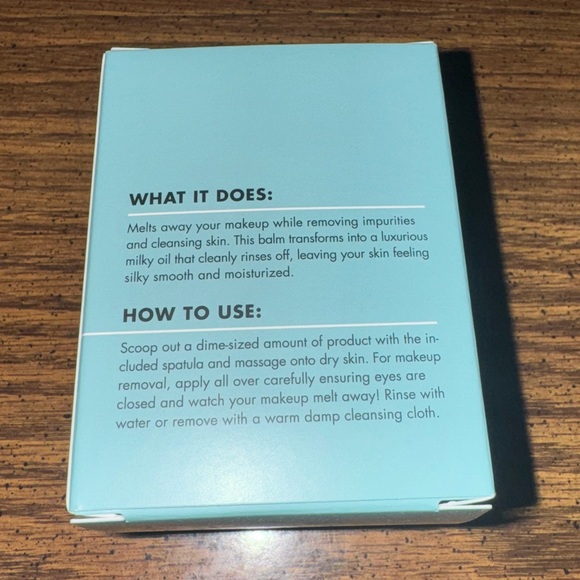 WHAT IT DOES:
Melts away your makeup while removing impurities
and cleansing skin. This balm transforms into a luxurious
milky oil that cleanly rinses off, leaving your skin feeling
silky smooth and moisturized.
HOW TO USE:
Scoop out a dime-sized amount of product with the in-
cluded spatula and massage onto dry skin. For makeup
removal, apply all over carefully ensuring eyes are
closed and watch your makeup melt away! Rinse with
water or remove with a warm damp cleansing cloth.